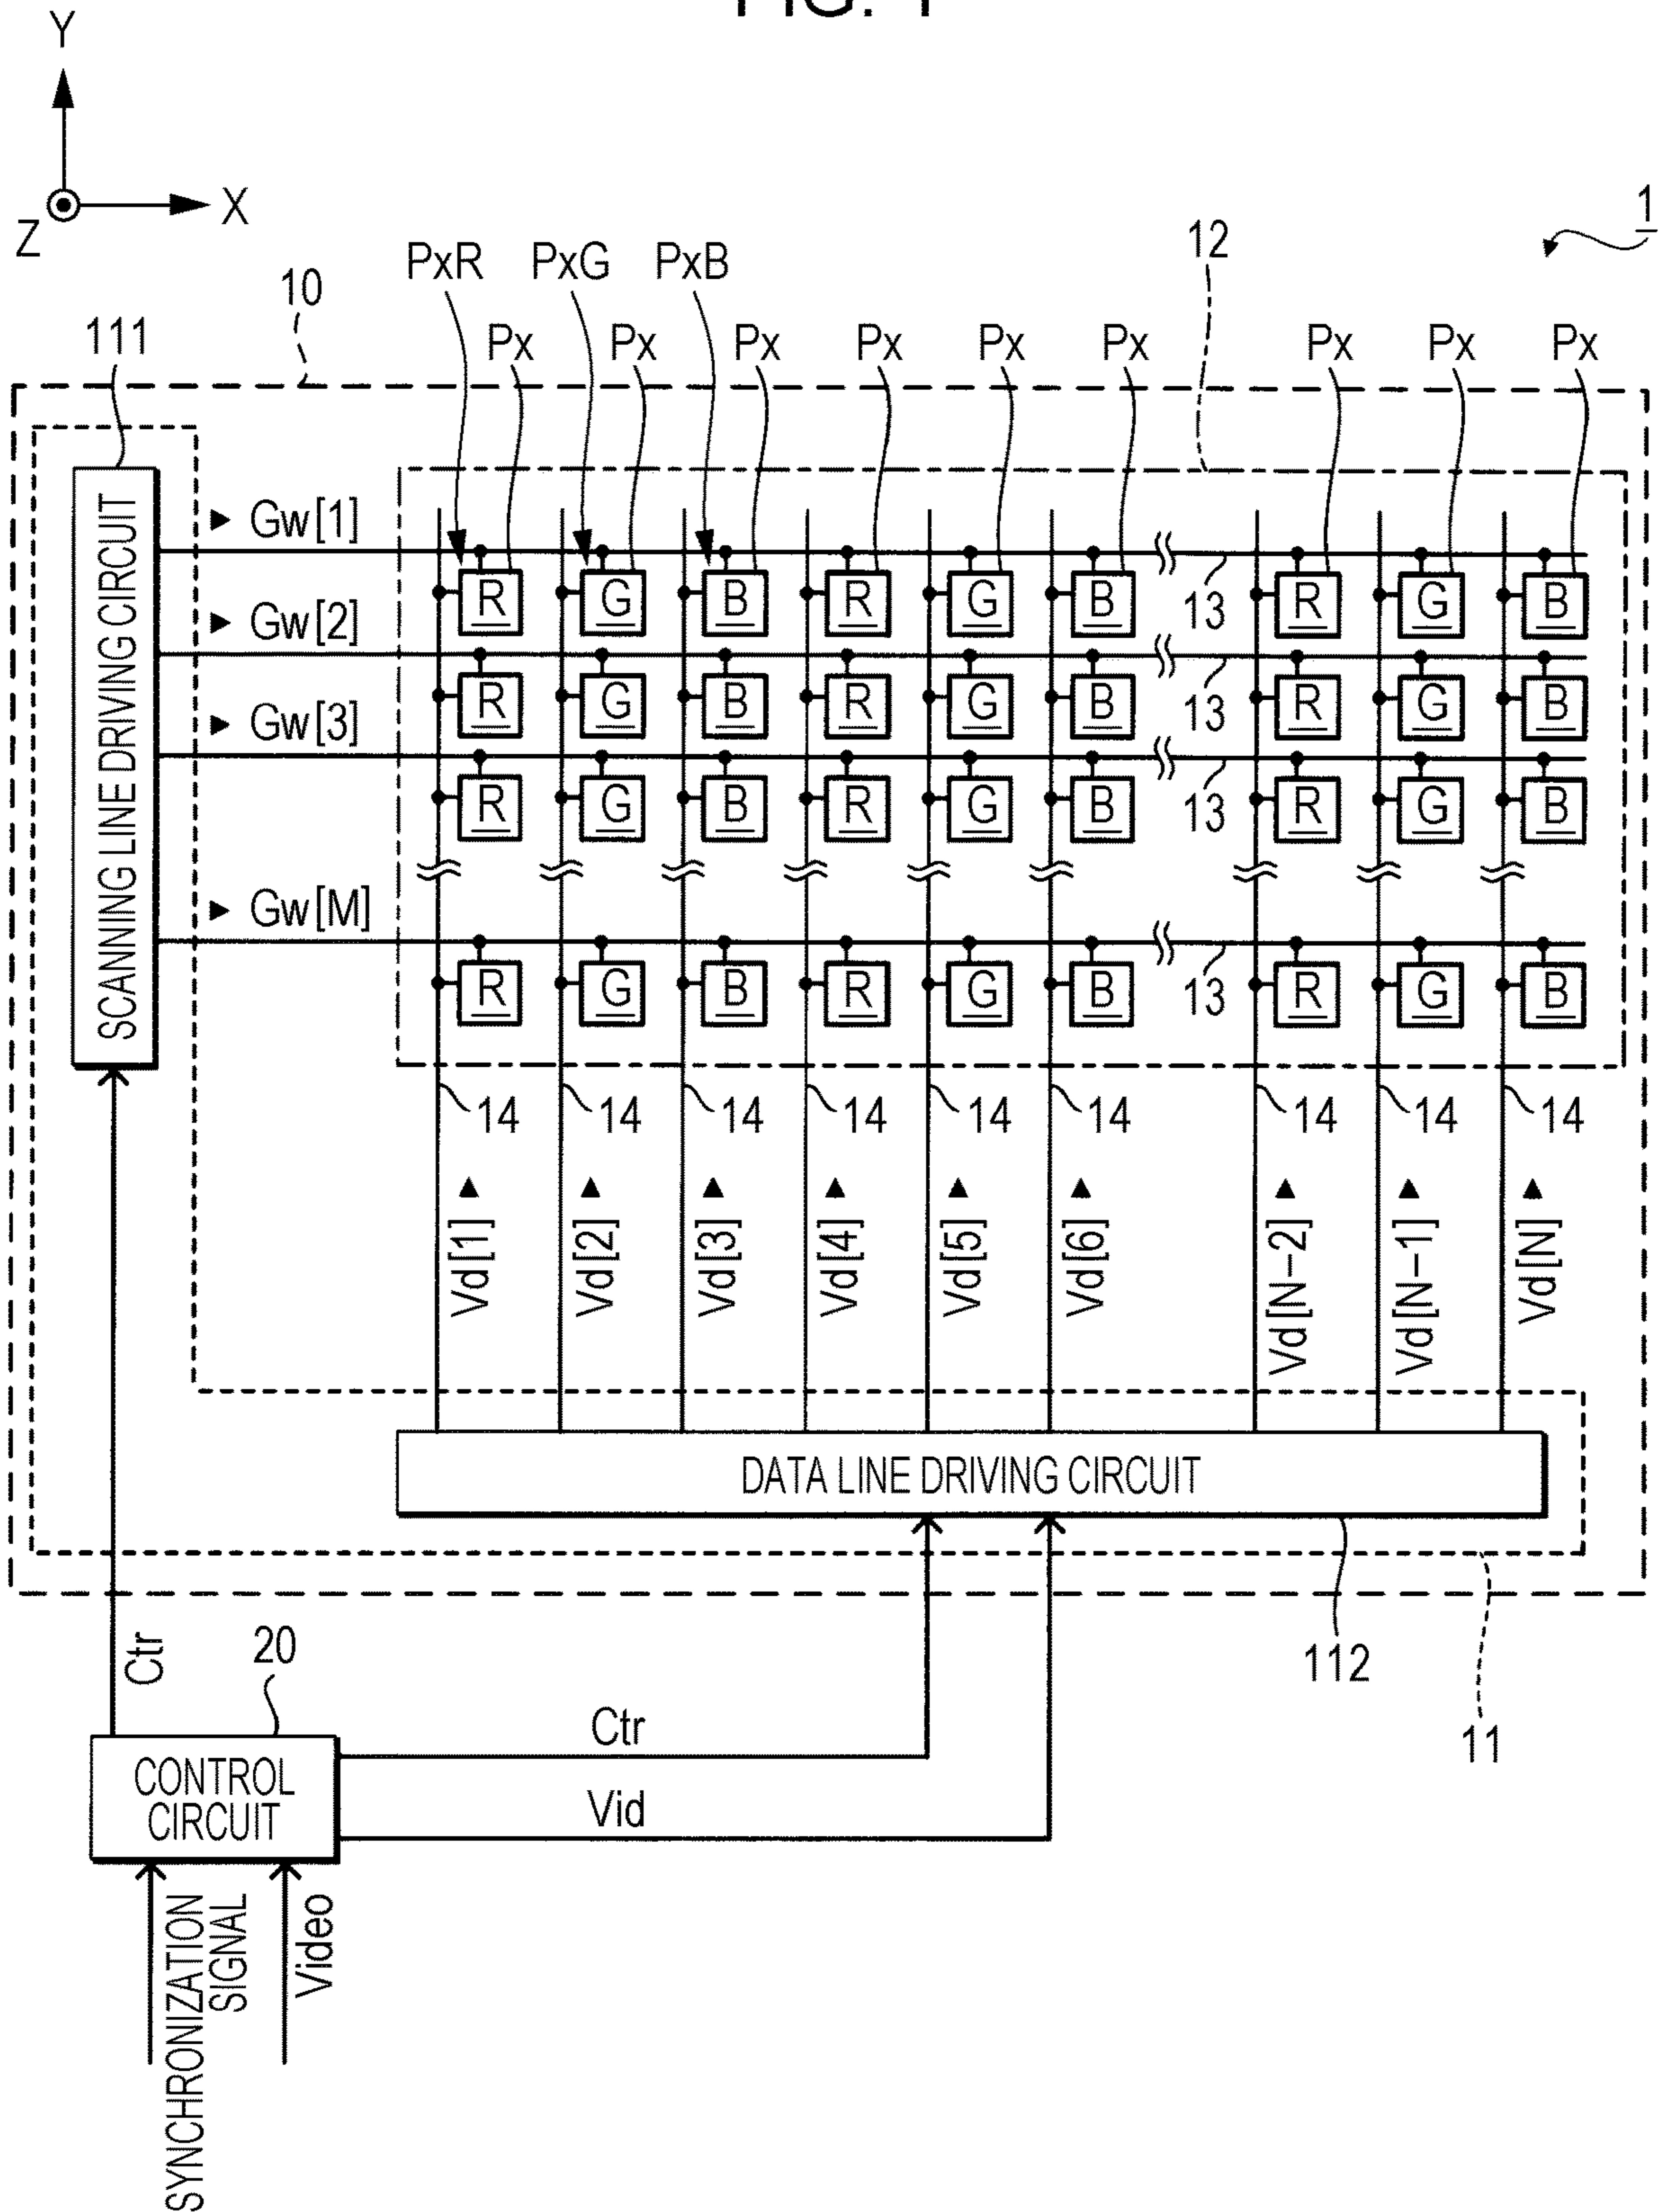 FIG. 1
Y
X
Z
1
12
PxR PxG PxB
10
111
Px Px Px Px Px Px Px Px Px
SCANNING LINE DRIVING CIRCUIT
Gw[1]
R G B R G B 13 R G B
Gw[2]
R G B R G B 13 R G B
Gw[3]
R G B R G B 13 R G B
Gw[M]
R G B R G B 13 R G B
14 14 14 14 14 14 14 14 14
Vd[1] Vd[2] Vd[3] Vd[4] Vd[5] Vd[6] Vd[N-2] Vd[N-1] Vd[N]
DATA LINE DRIVING CIRCUIT
112
11
Ctr
20
CONTROL
CIRCUIT
Ctr
Vid
SYNCHRONIZATION
SIGNAL
Video